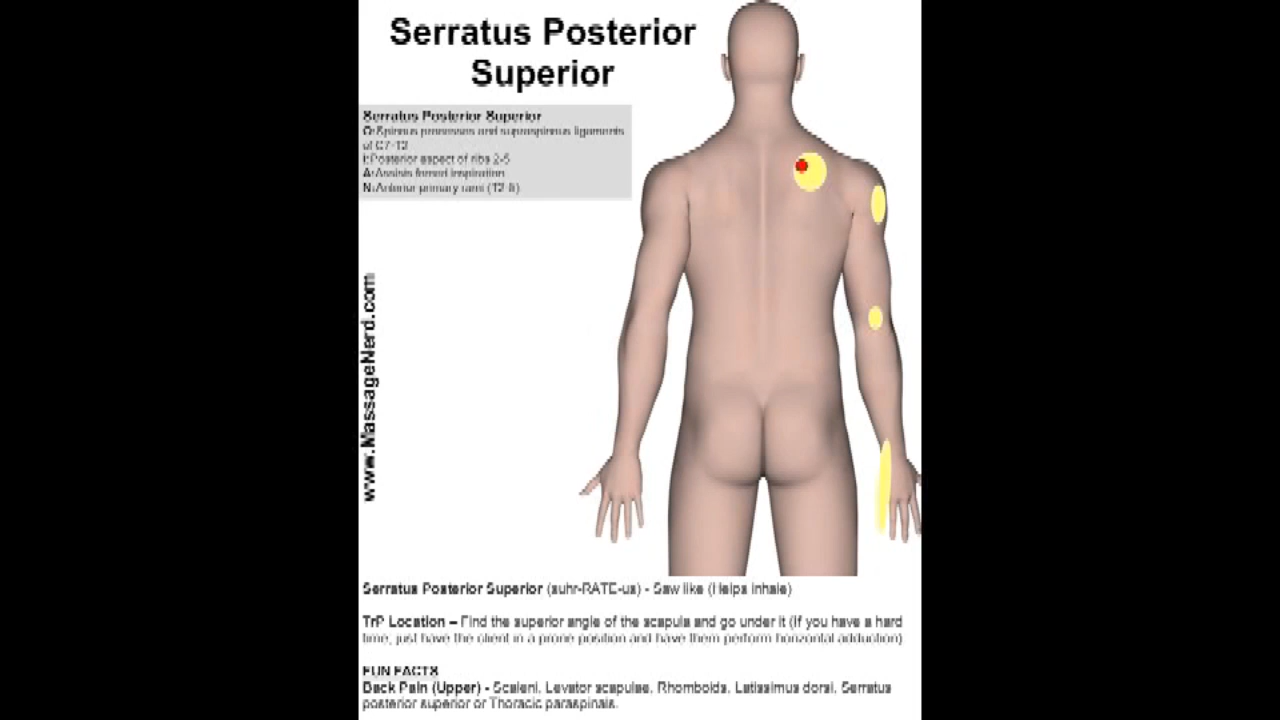 Serratus Posterior
Superior
Serratus Posterior Superior
O: Spinous processes and supraspinous ligaments
of C7-T2
I: Posterior aspect of ribs 2-5
A: Assists forced inspiration
N: Anterior primary rami (T2-5)
www.MassageNerd.com
Serratus Posterior Superior (suhr-RATE-us) - Saw like (Helps inhale)
TrP Location – Find the superior angle of the scapula and go under it (If you have a hard
time, just have the client in a prone position and have them perform horizontal adduction)
FUN FACTS
Back Pain (Upper) - Scaleni, Levator scapulae, Rhomboids, Latissimus dorsi, Serratus
posterior superior or Thoracic paraspinals.